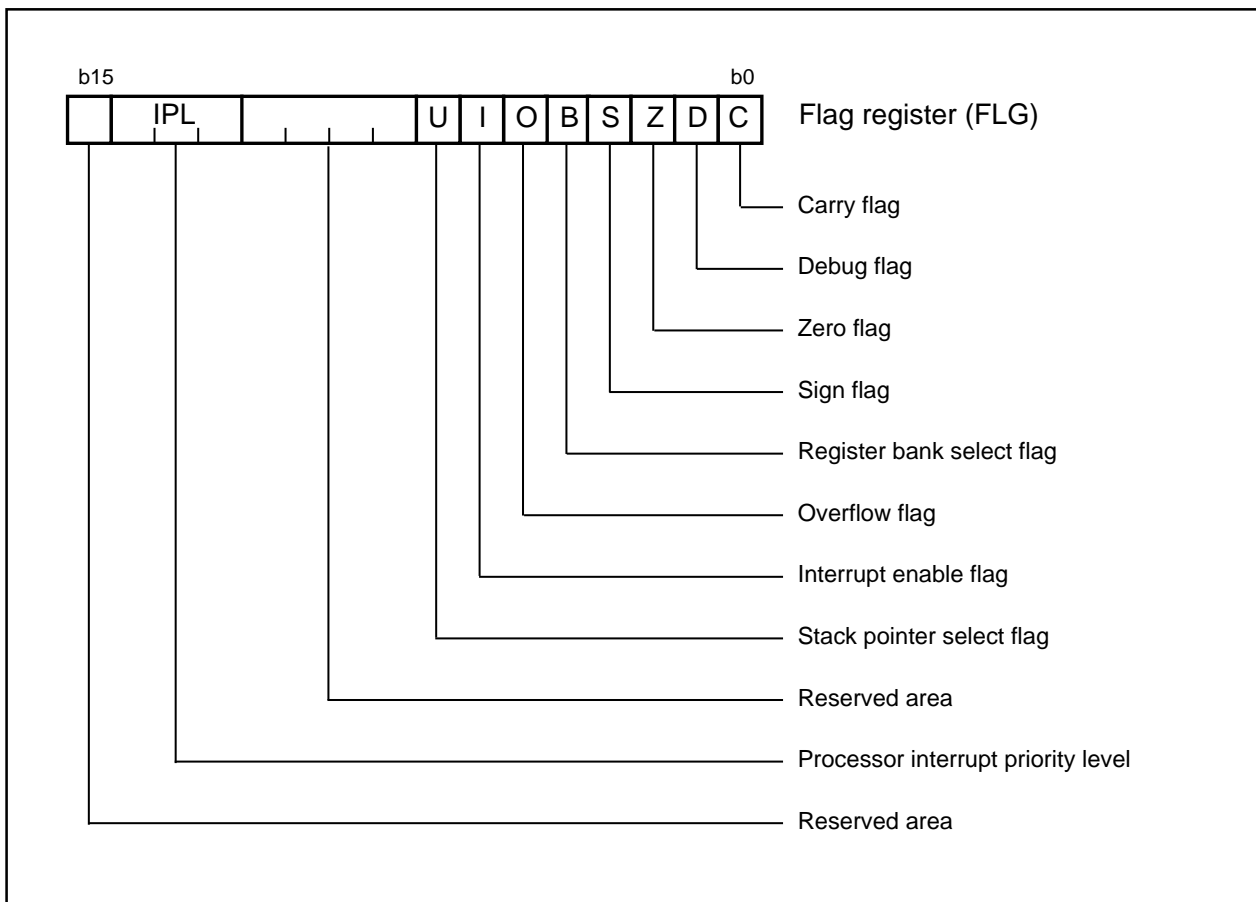 b15 b0
IPL U I O B S Z D C Flag register (FLG)
Carry flag
Debug flag
Zero flag
Sign flag
Register bank select flag
Overflow flag
Interrupt enable flag
Stack pointer select flag
Reserved area
Processor interrupt priority level
Reserved area